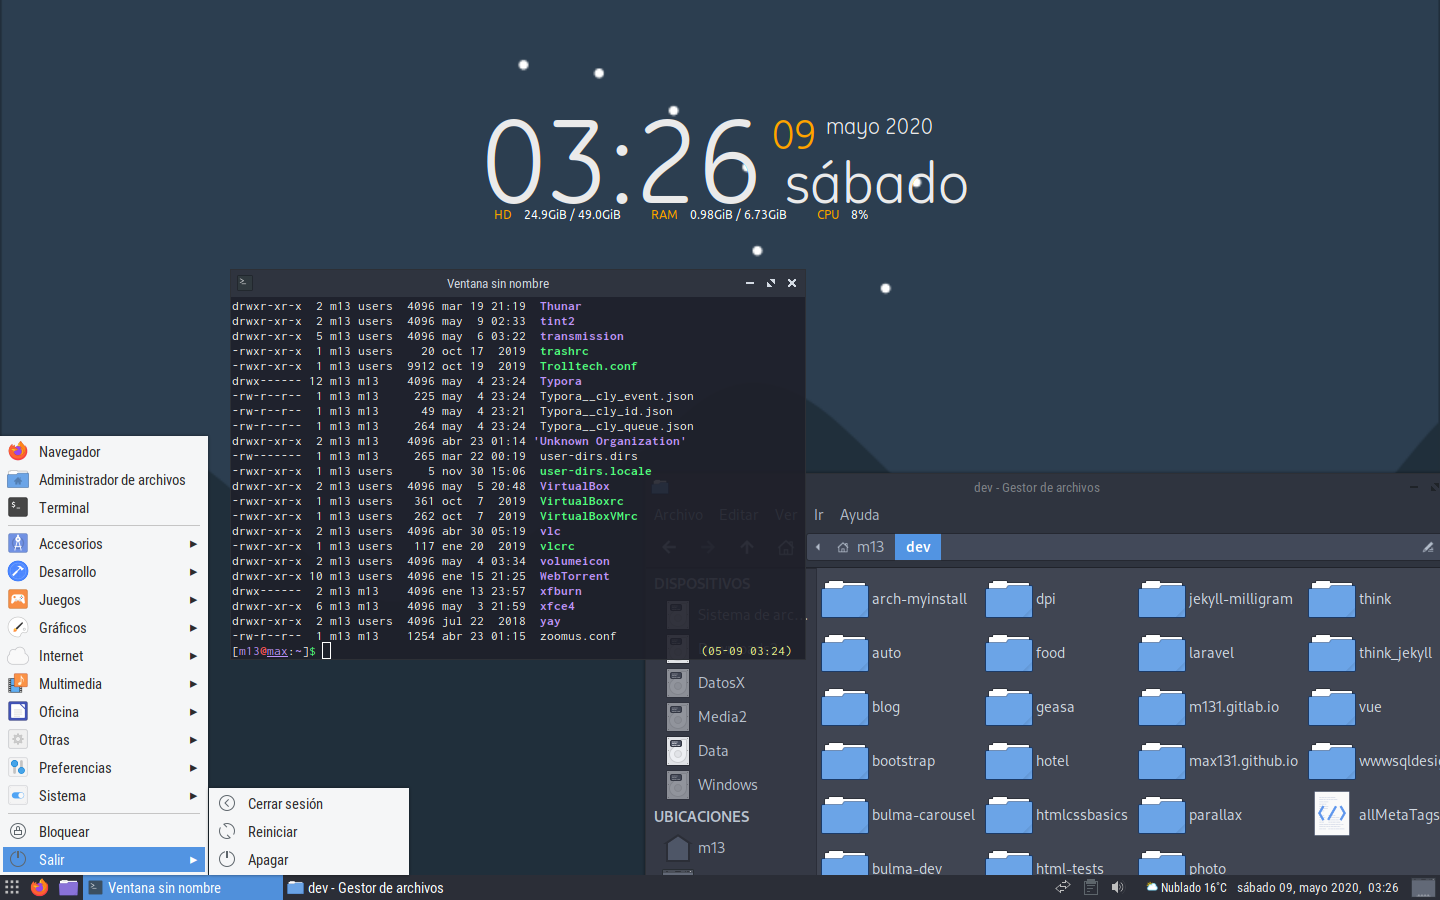 03:26
09 mayo 2020
sábado
HD 24.9GiB / 49.0GiB RAM 0.98GiB / 6.73GiB CPU 8%
Ventana sin nombre
drwxr-xr-x 2 m13 users 4096 mar 19 21:19 Thunar
drwxr-xr-x 2 m13 users 4096 may 9 02:33 tint2
drwxr-xr-x 5 m13 users 4096 may 6 03:22 transmission
-rwxr-xr-x 1 m13 users 20 oct 17 2019 trashrc
-rwxr-xr-x 1 m13 users 9912 oct 19 2019 Trolltech.conf
drwx------ 12 m13 m13 4096 may 4 23:24 Typora
-rw-r--r-- 1 m13 m13 225 may 4 23:24 Typora__cly_event.json
-rw-r--r-- 1 m13 m13 49 may 4 23:21 Typora__cly_id.json
-rw-r--r-- 1 m13 m13 264 may 4 23:24 Typora__cly_queue.json
drwxr-xr-x 2 m13 m13 4096 abr 23 01:14 'Unknown Organization'
-rw------- 1 m13 m13 265 mar 22 00:19 user-dirs.dirs
-rwxr-xr-x 1 m13 users 5 nov 30 15:06 user-dirs.locale
drwxr-xr-x 2 m13 users 4096 may 5 20:48 VirtualBox
-rwxr-xr-x 1 m13 users 361 oct 7 2019 VirtualBoxrc
-rwxr-xr-x 1 m13 users 262 oct 7 2019 VirtualBoxVMrc
drwxr-xr-x 2 m13 users 4096 abr 30 05:19 vlc
-rwxr-xr-x 1 m13 users 117 ene 20 2019 vlcrc
drwxr-xr-x 2 m13 users 4096 may 4 03:34 volumeicon
drwxr-xr-x 10 m13 users 4096 ene 15 21:25 WebTorrent
drwx------ 2 m13 m13 4096 ene 13 23:57 xfburn
drwxr-xr-x 6 m13 m13 4096 may 3 21:59 xfce4
drwxr-xr-x 2 m13 users 4096 jul 22 2018 yay
-rw-r--r-- 1 m13 m13 1254 abr 23 01:15 zoomus.conf
[m13@max:~]$ (05-09 03:24)
dev - Gestor de archivos
Archivo Editar Ver Ir Ayuda
m13 dev
DISPOSITIVOS
Sistema de arc...
DatosX
Media2
Data
Windows
UBICACIONES
m13
arch-myinstall dpi jekyll-milligram think
auto food laravel think_jekyll
blog geasa m131.gitlab.io vue
bootstrap hotel max131.github.io wwwsqldesi
bulma-carousel htmlcssbasics parallax allMetaTags
bulma-dev html-tests photo
Navegador
Administrador de archivos
Terminal
Accesorios
Desarrollo
Juegos
Gráficos
Internet
Multimedia
Oficina
Otras
Preferencias
Sistema
Bloquear
Salir
Cerrar sesión
Reiniciar
Apagar
Ventana sin nombre
dev - Gestor de archivos
Nublado 16˚C sábado 09, mayo 2020, 03:26